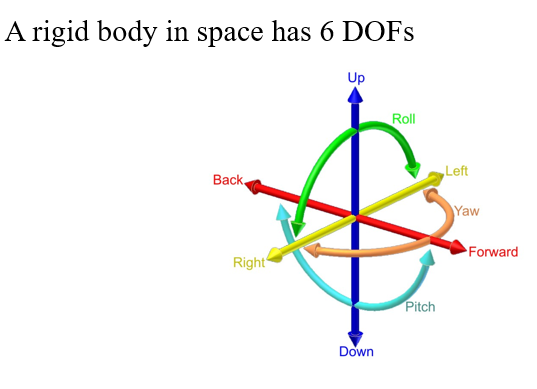 A rigid body in space has 6 DOFs
Up
Roll
Left
Back
Yaw
Forward
Right
Pitch
Down